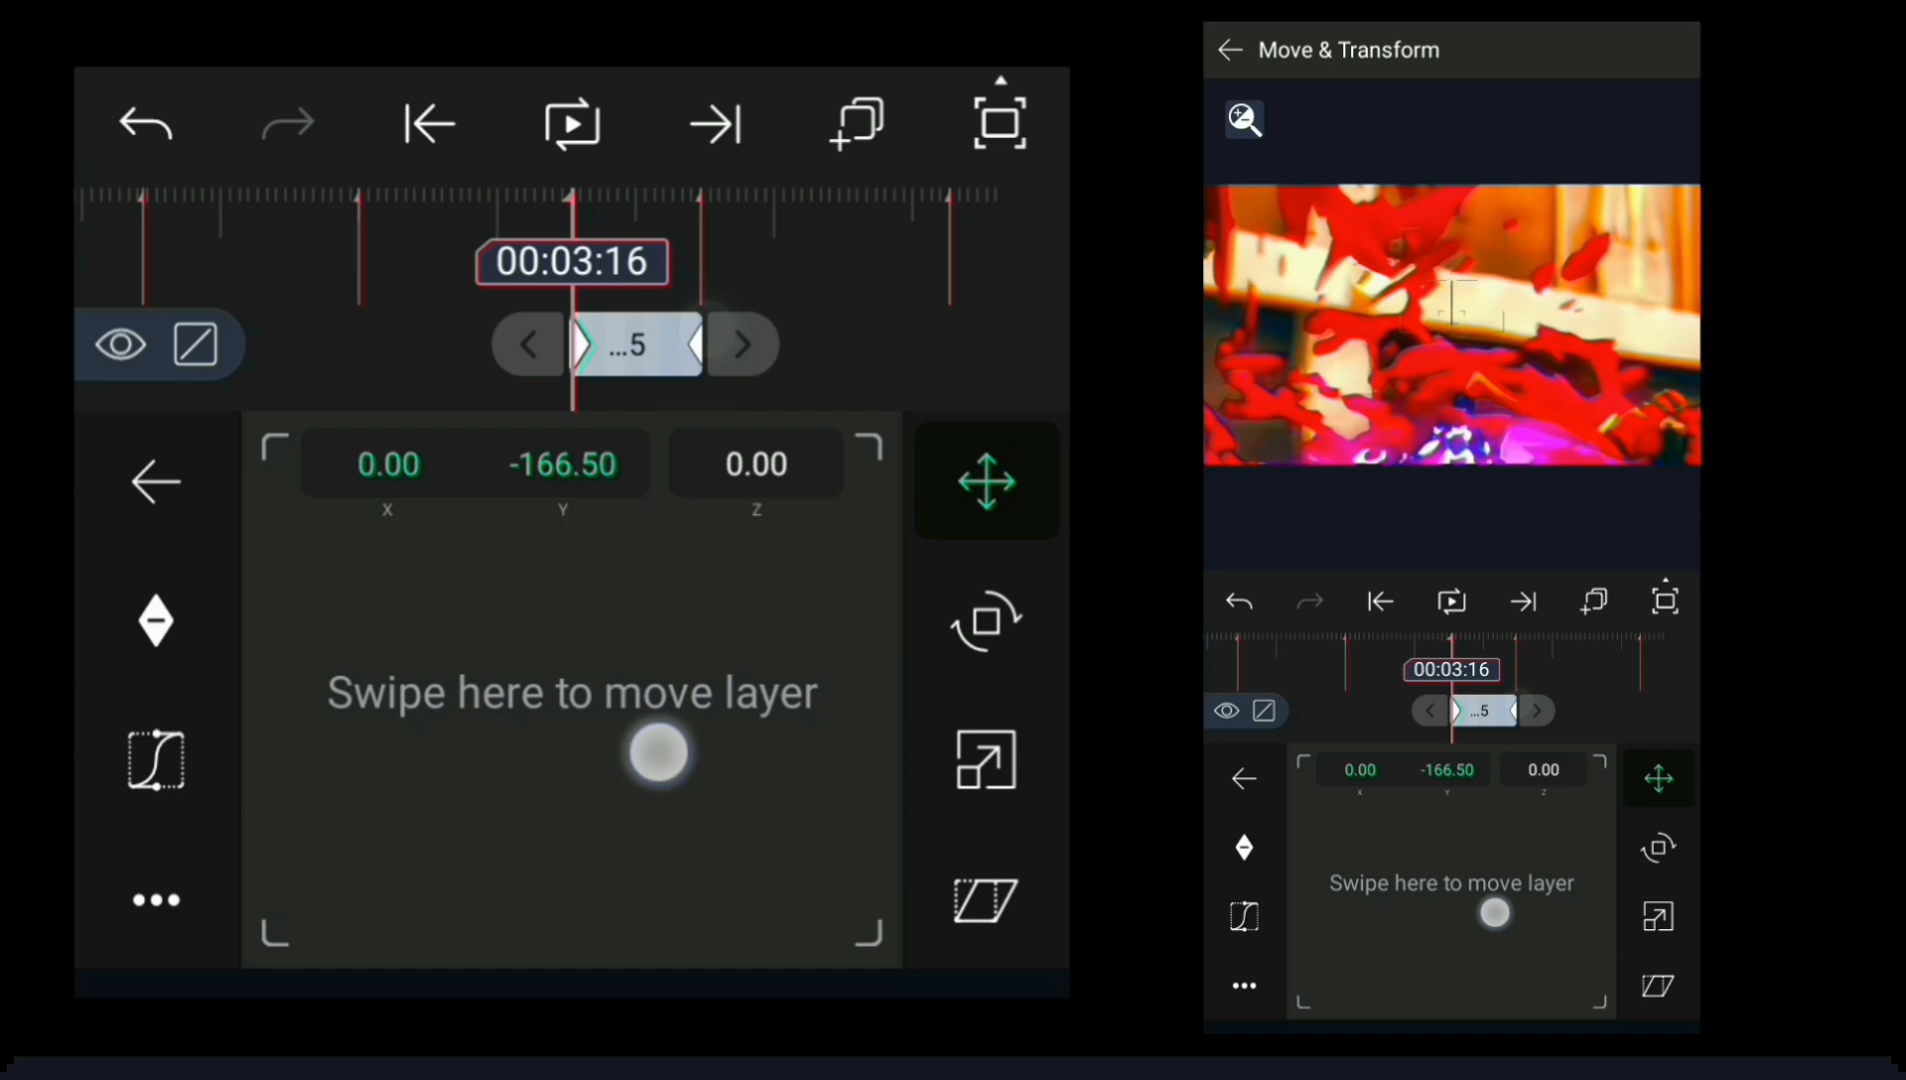 00:03:16
...5
0.00 -166.50 0.00
X Y Z
Swipe here to move layer
Move & Transform
00:03:16
...5
0.00 -166.50 0.00
X Y Z
Swipe here to move layer